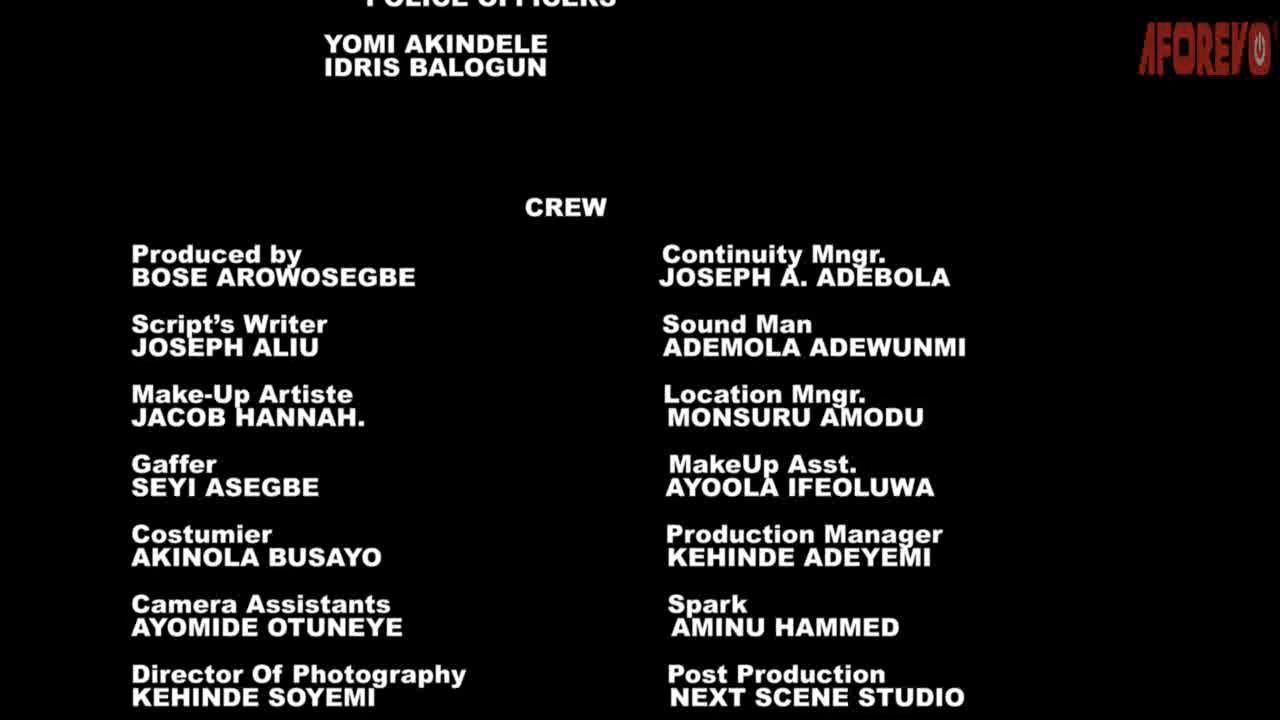 POLICE OFFICERS
YOMI AKINDELE
IDRIS BALOGUN
AFOREVO
CREW
Produced by
BOSE AROWOSEGBE
Script's Writer
JOSEPH ALIU
Make-Up Artiste
JACOB HANNAH.
Gaffer
SEYI ASEGBE
Costumier
AKINOLA BUSAYO
Camera Assistants
AYOMIDE OTUNEYE
Director Of Photography
KEHINDE SOYEMI
Continuity Mngr.
JOSEPH A. ADEBOLA
Sound Man
ADEMOLA ADEWUNMI
Location Mngr.
MONSURU AMODU
MakeUp Asst.
AYOOLA IFEOLUWA
Production Manager
KEHINDE ADEYEMI
Spark
AMINU HAMMED
Post Production
NEXT SCENE STUDIO